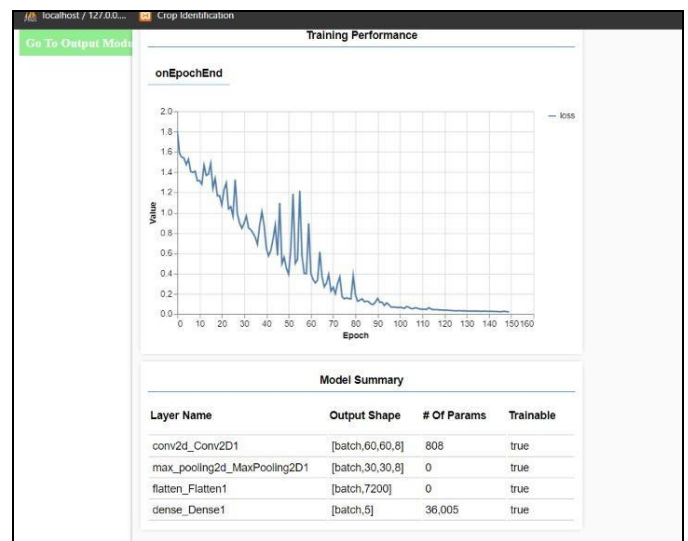 localhost / 127.0.0.... Crop Identification
Go To Output Modu
Training Performance
onEpochEnd
2.0
1.8
1.6
1.4
1.2
1.0
0.8
0.6
0.4
0.2
0.0
Value
loss
0 10 20 30 40 50 60 70 80 90 100 110 120 130 140 150 160
Epoch
Model Summary
Layer Name Output Shape # Of Params Trainable
conv2d_Conv2D1 [batch,60,60,8] 808 true
max_pooling2d_MaxPooling2D1 [batch,30,30,8] 0 true
flatten_Flatten1 [batch,7200] 0 true
dense_Dense1 [batch,5] 36,005 true